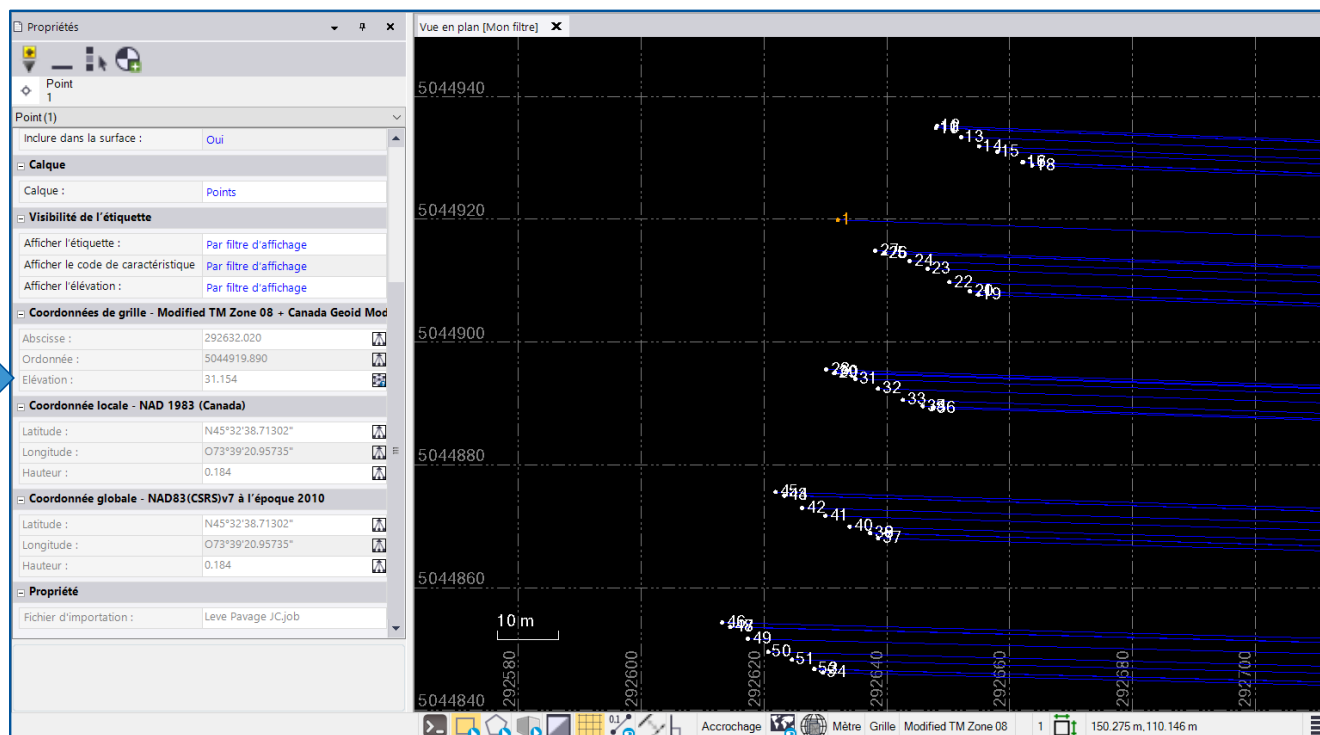 Propriétés
Point
1
Point (1)
Inclure dans la surface : Oui
Calque
Calque : Points
Visibilité de l'étiquette
Afficher l'étiquette : Par filtre d'affichage
Afficher le code de caractéristique Par filtre d'affichage
Afficher l'élévation : Par filtre d'affichage
Coordonnées de grille - Modified TM Zone 08 + Canada Geoid Mod
Abscisse : 292632.020
Ordonnée : 5044919.890
Elévation : 31.154
Coordonnée locale - NAD 1983 (Canada)
Latitude : N45°32'38.71302"
Longitude : O73°39'20.95735"
Hauteur : 0.184
Coordonnée globale - NAD83(CSRS)v7 à l'époque 2010
Latitude : N45°32'38.71302"
Longitude : O73°39'20.95735"
Hauteur : 0.184
Propriété
Fichier d'importation : Leve Pavage JC.job
Vue en plan [Mon filtre]
5044940
13
14
15
18
5044920
1
24
23
22
19
5044900
31
32
33
36
5044880
42
41
40
37
5044860
10 m
49
50
51
54
5044840
292580 292600 292620 292640 292660 292680 292700
0.1
Accrochage Mètre Grille Modified TM Zone 08 1 150.275 m, 110.146 m